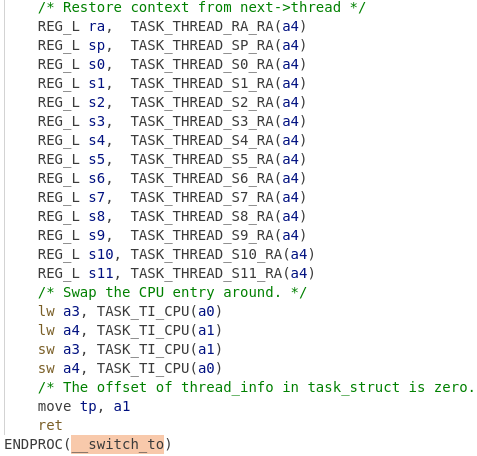 /* Restore context from next->thread */
REG_L ra,  TASK_THREAD_RA_RA(a4)
REG_L sp,  TASK_THREAD_SP_RA(a4)
REG_L s0,  TASK_THREAD_S0_RA(a4)
REG_L s1,  TASK_THREAD_S1_RA(a4)
REG_L s2,  TASK_THREAD_S2_RA(a4)
REG_L s3,  TASK_THREAD_S3_RA(a4)
REG_L s4,  TASK_THREAD_S4_RA(a4)
REG_L s5,  TASK_THREAD_S5_RA(a4)
REG_L s6,  TASK_THREAD_S6_RA(a4)
REG_L s7,  TASK_THREAD_S7_RA(a4)
REG_L s8,  TASK_THREAD_S8_RA(a4)
REG_L s9,  TASK_THREAD_S9_RA(a4)
REG_L s10, TASK_THREAD_S10_RA(a4)
REG_L s11, TASK_THREAD_S11_RA(a4)
/* Swap the CPU entry around. */
lw a3, TASK_TI_CPU(a0)
lw a4, TASK_TI_CPU(a1)
sw a3, TASK_TI_CPU(a1)
sw a4, TASK_TI_CPU(a0)
/* The offset of thread_info in task_struct is zero.
move tp, a1
ret
ENDPROC(__switch_to)